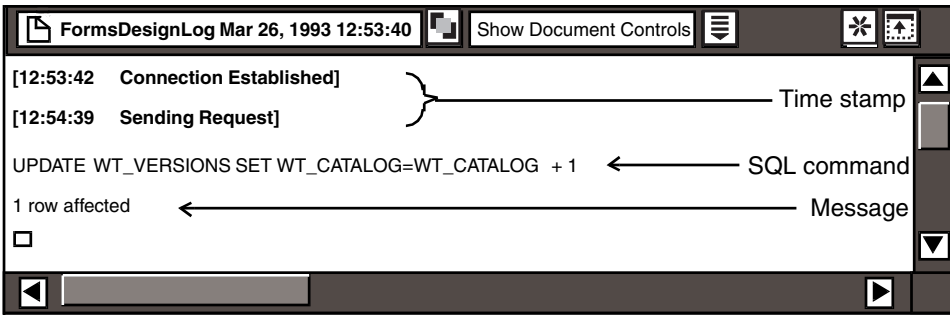 FormsDesignLog Mar 26, 1993 12:53:40 Show Document Controls
[12:53:42 Connection Established]
Time stamp
[12:54:39 Sending Request]
UPDATE WT_VERSIONS SET WT_CATALOG=WT_CATALOG + 1 SQL command
1 row affected Message